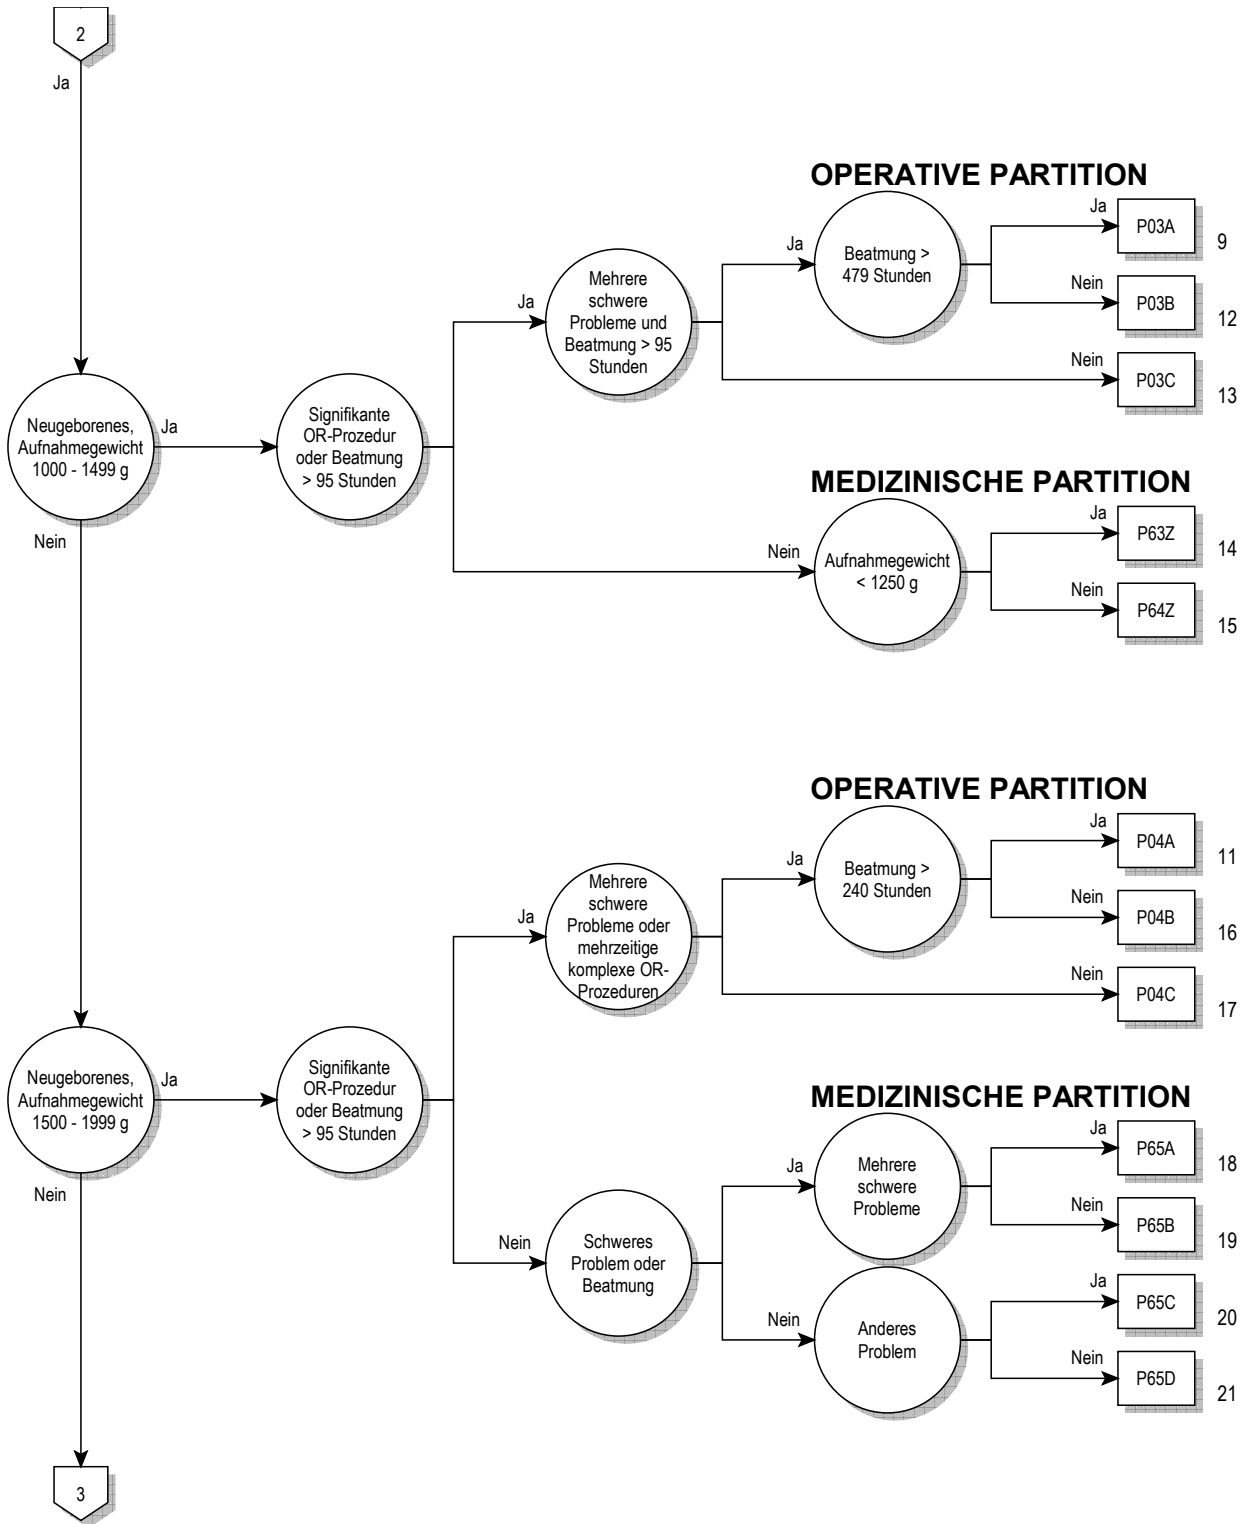 2
Ja
OPERATIVE PARTITION
Ja
P03A
9
Ja
Beatmung >
479 Stunden
Nein
P03B
12
Ja
Mehrere
schwere
Probleme und
Beatmung > 95
Stunden
Nein
P03C
13
Neugeborenes,
Aufnahmegewicht
1000 - 1499 g
Ja
Signifikante
OR-Prozedur
oder Beatmung
> 95 Stunden
MEDIZINISCHE PARTITION
Nein
Nein
Aufnahmegewicht
< 1250 g
Ja
P63Z
14
Nein
P64Z
15
OPERATIVE PARTITION
Ja
P04A
11
Ja
Beatmung >
240 Stunden
Nein
P04B
16
Ja
Mehrere
schwere
Probleme oder
mehrzeitige
komplexe OR-
Prozeduren
Nein
P04C
17
Neugeborenes,
Aufnahmegewicht
1500 - 1999 g
Ja
Signifikante
OR-Prozedur
oder Beatmung
> 95 Stunden
MEDIZINISCHE PARTITION
Nein
Ja
Mehrere
schwere
Probleme
Ja
P65A
18
Nein
P65B
19
Nein
Schweres
Problem oder
Beatmung
Nein
Anderes
Problem
Ja
P65C
20
Nein
P65D
21
3